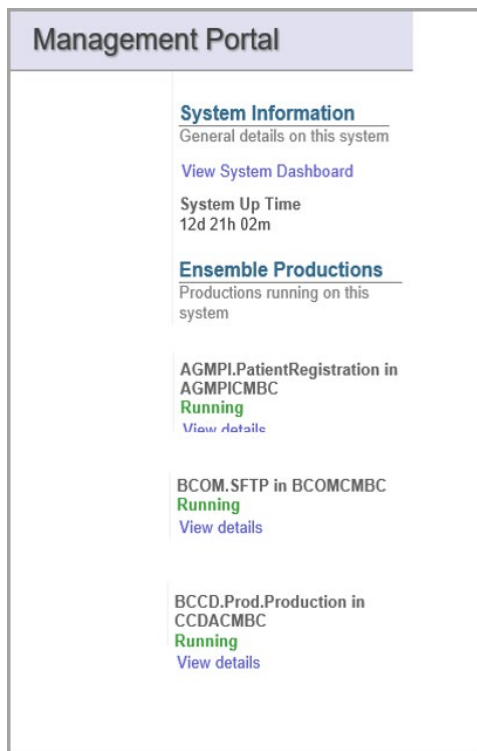 Management Portal
System Information
General details on this system
View System Dashboard
System Up Time
12d 21h 02m
Ensemble Productions
Productions running on this
system
AGMPI.PatientRegistration in
AGMPICMBC
Running
View details
BCOM.SFTP in BCOMCMBC
Running
View details
BCCD.Prod.Production in
CCDACMBC
Running
View details